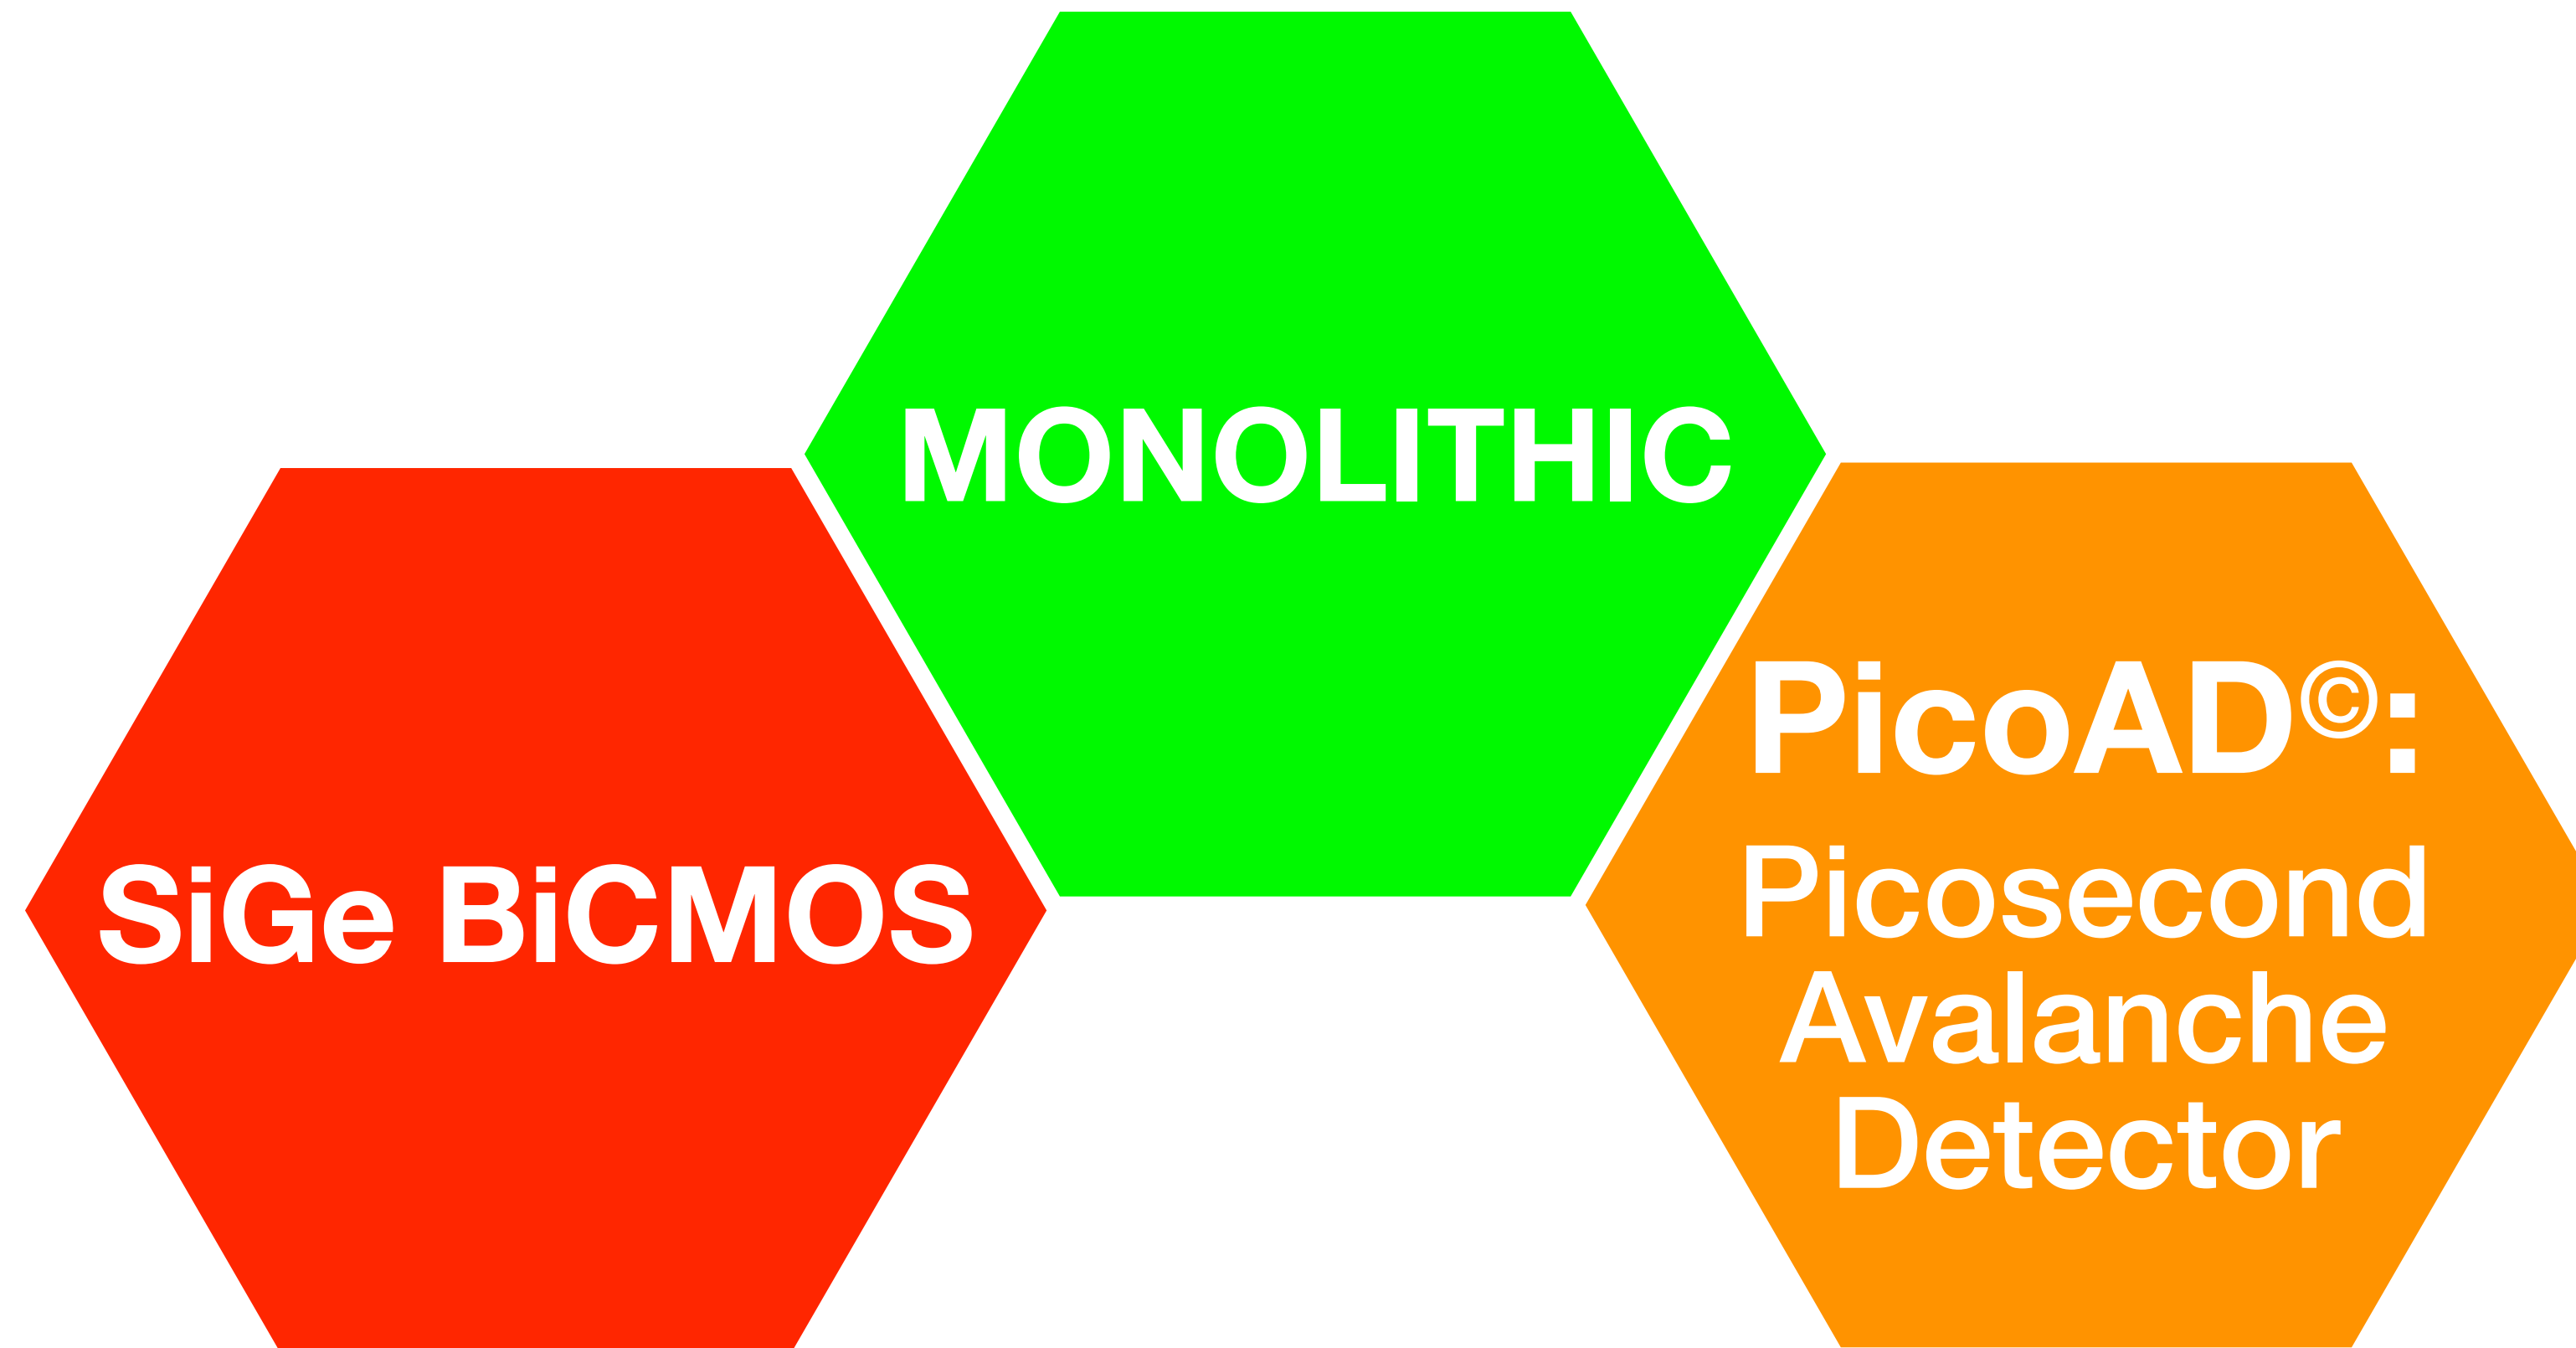 MONOLITHIC
SiGe BiCMOS
PicoAD©:
Picosecond
Avalanche
Detector